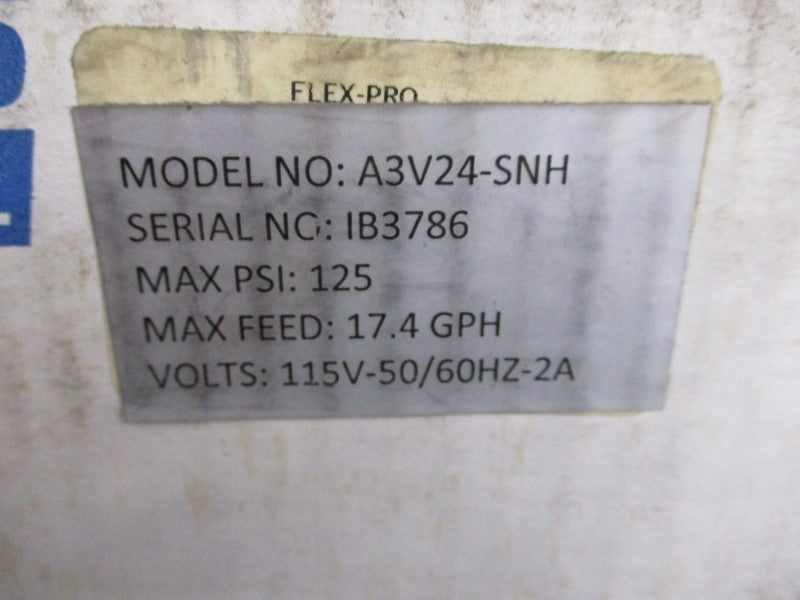 FLEX-PRO
MODEL NO: A3V24-SNH
SERIAL NO: IB3786
MAX PSI: 125
MAX FEED: 17.4 GPH
VOLTS: 115V-50/60HZ-2A